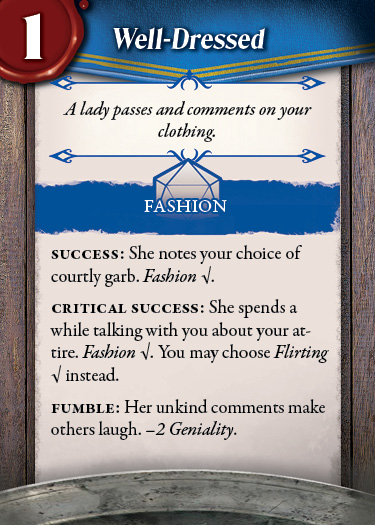 1
Well-Dressed
A lady passes and comments on your
clothing.
FASHION
SUCCESS: She notes your choice of
courtly garb. Fashion √.
CRITICAL SUCCESS: She spends a
while talking with you about your at-
tire. Fashion √. You may choose Flirting
√ instead.
FUMBLE: Her unkind comments make
others laugh. –2 Geniality.